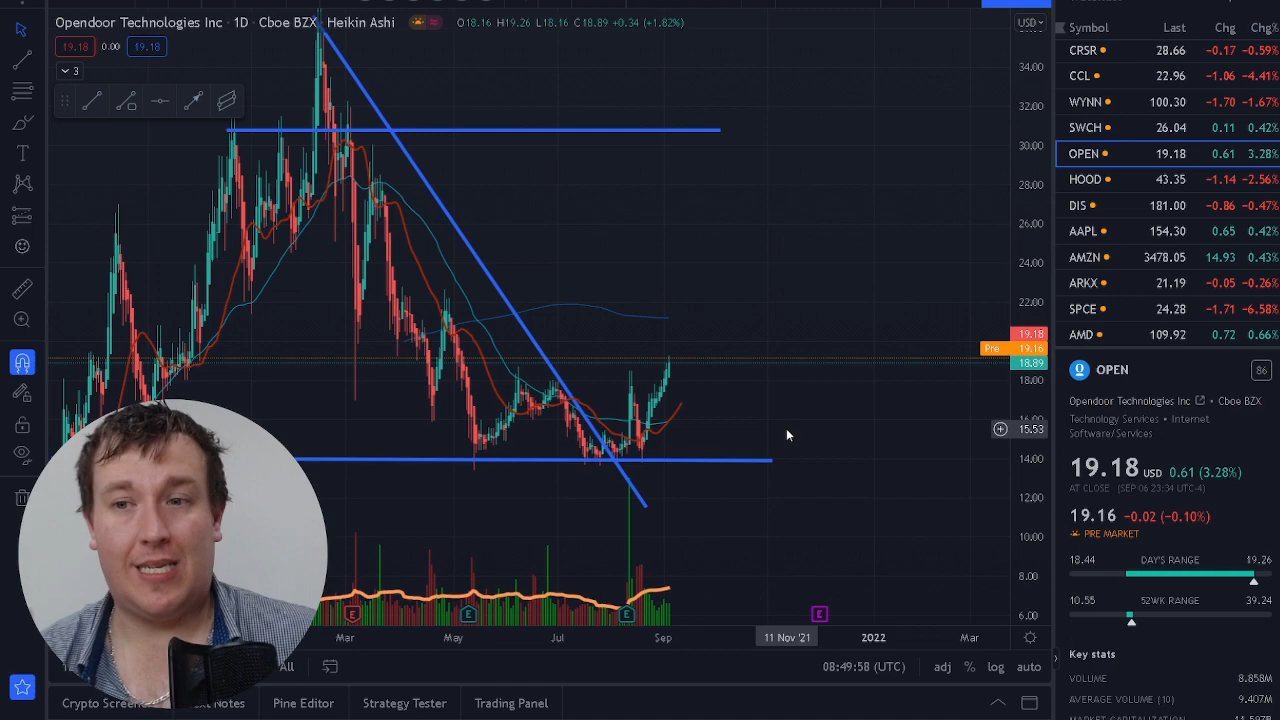 Opendoor Technologies Inc · 1D · Cboe BZX · Heikin Ashi
O18.16 H19.26 L18.16 C18.89 +0.34 (+1.82%)
USD
19.18 0.00 19.18
3
34.00
32.00
30.00
28.00
26.00
24.00
22.00
19.18
Pre 19.16
18.89
18.00
15.53
14.00
12.00
10.00
8.00
6.00
E E E E
Mar May Jul Sep 11 Nov '21 2022 Mar
All
08:49:58 (UTC) adj % log auto
Pine Editor Strategy Tester Trading Panel
Symbol Last Chg Chg%
CRSR 28.66 -0.17 -0.59%
CCL 22.96 -1.06 -4.41%
WYNN 100.30 -1.70 -1.67%
SWCH 26.04 0.11 0.42%
OPEN 19.18 0.61 3.28%
HOOD 43.35 -1.14 -2.56%
DIS 181.00 -0.86 -0.47%
AAPL 154.30 0.65 0.42%
AMZN 3478.05 14.93 0.43%
ARKX 21.19 -0.05 -0.26%
SPCE 24.28 -1.71 -6.58%
AMD 109.92 0.72 0.66%
OPEN 86
Opendoor Technologies Inc · Cboe BZX
Technology Services · Internet
Software/Services
19.18 USD 0.61 (3.28%)
AT CLOSE (SEP 06 23:34 UTC-4)
19.16 -0.02 (-0.10%)
PRE MARKET
18.44 DAY'S RANGE 19.26
10.55 52WK RANGE 39.24
Key stats
VOLUME 8.858M
AVERAGE VOLUME (10) 9.407M